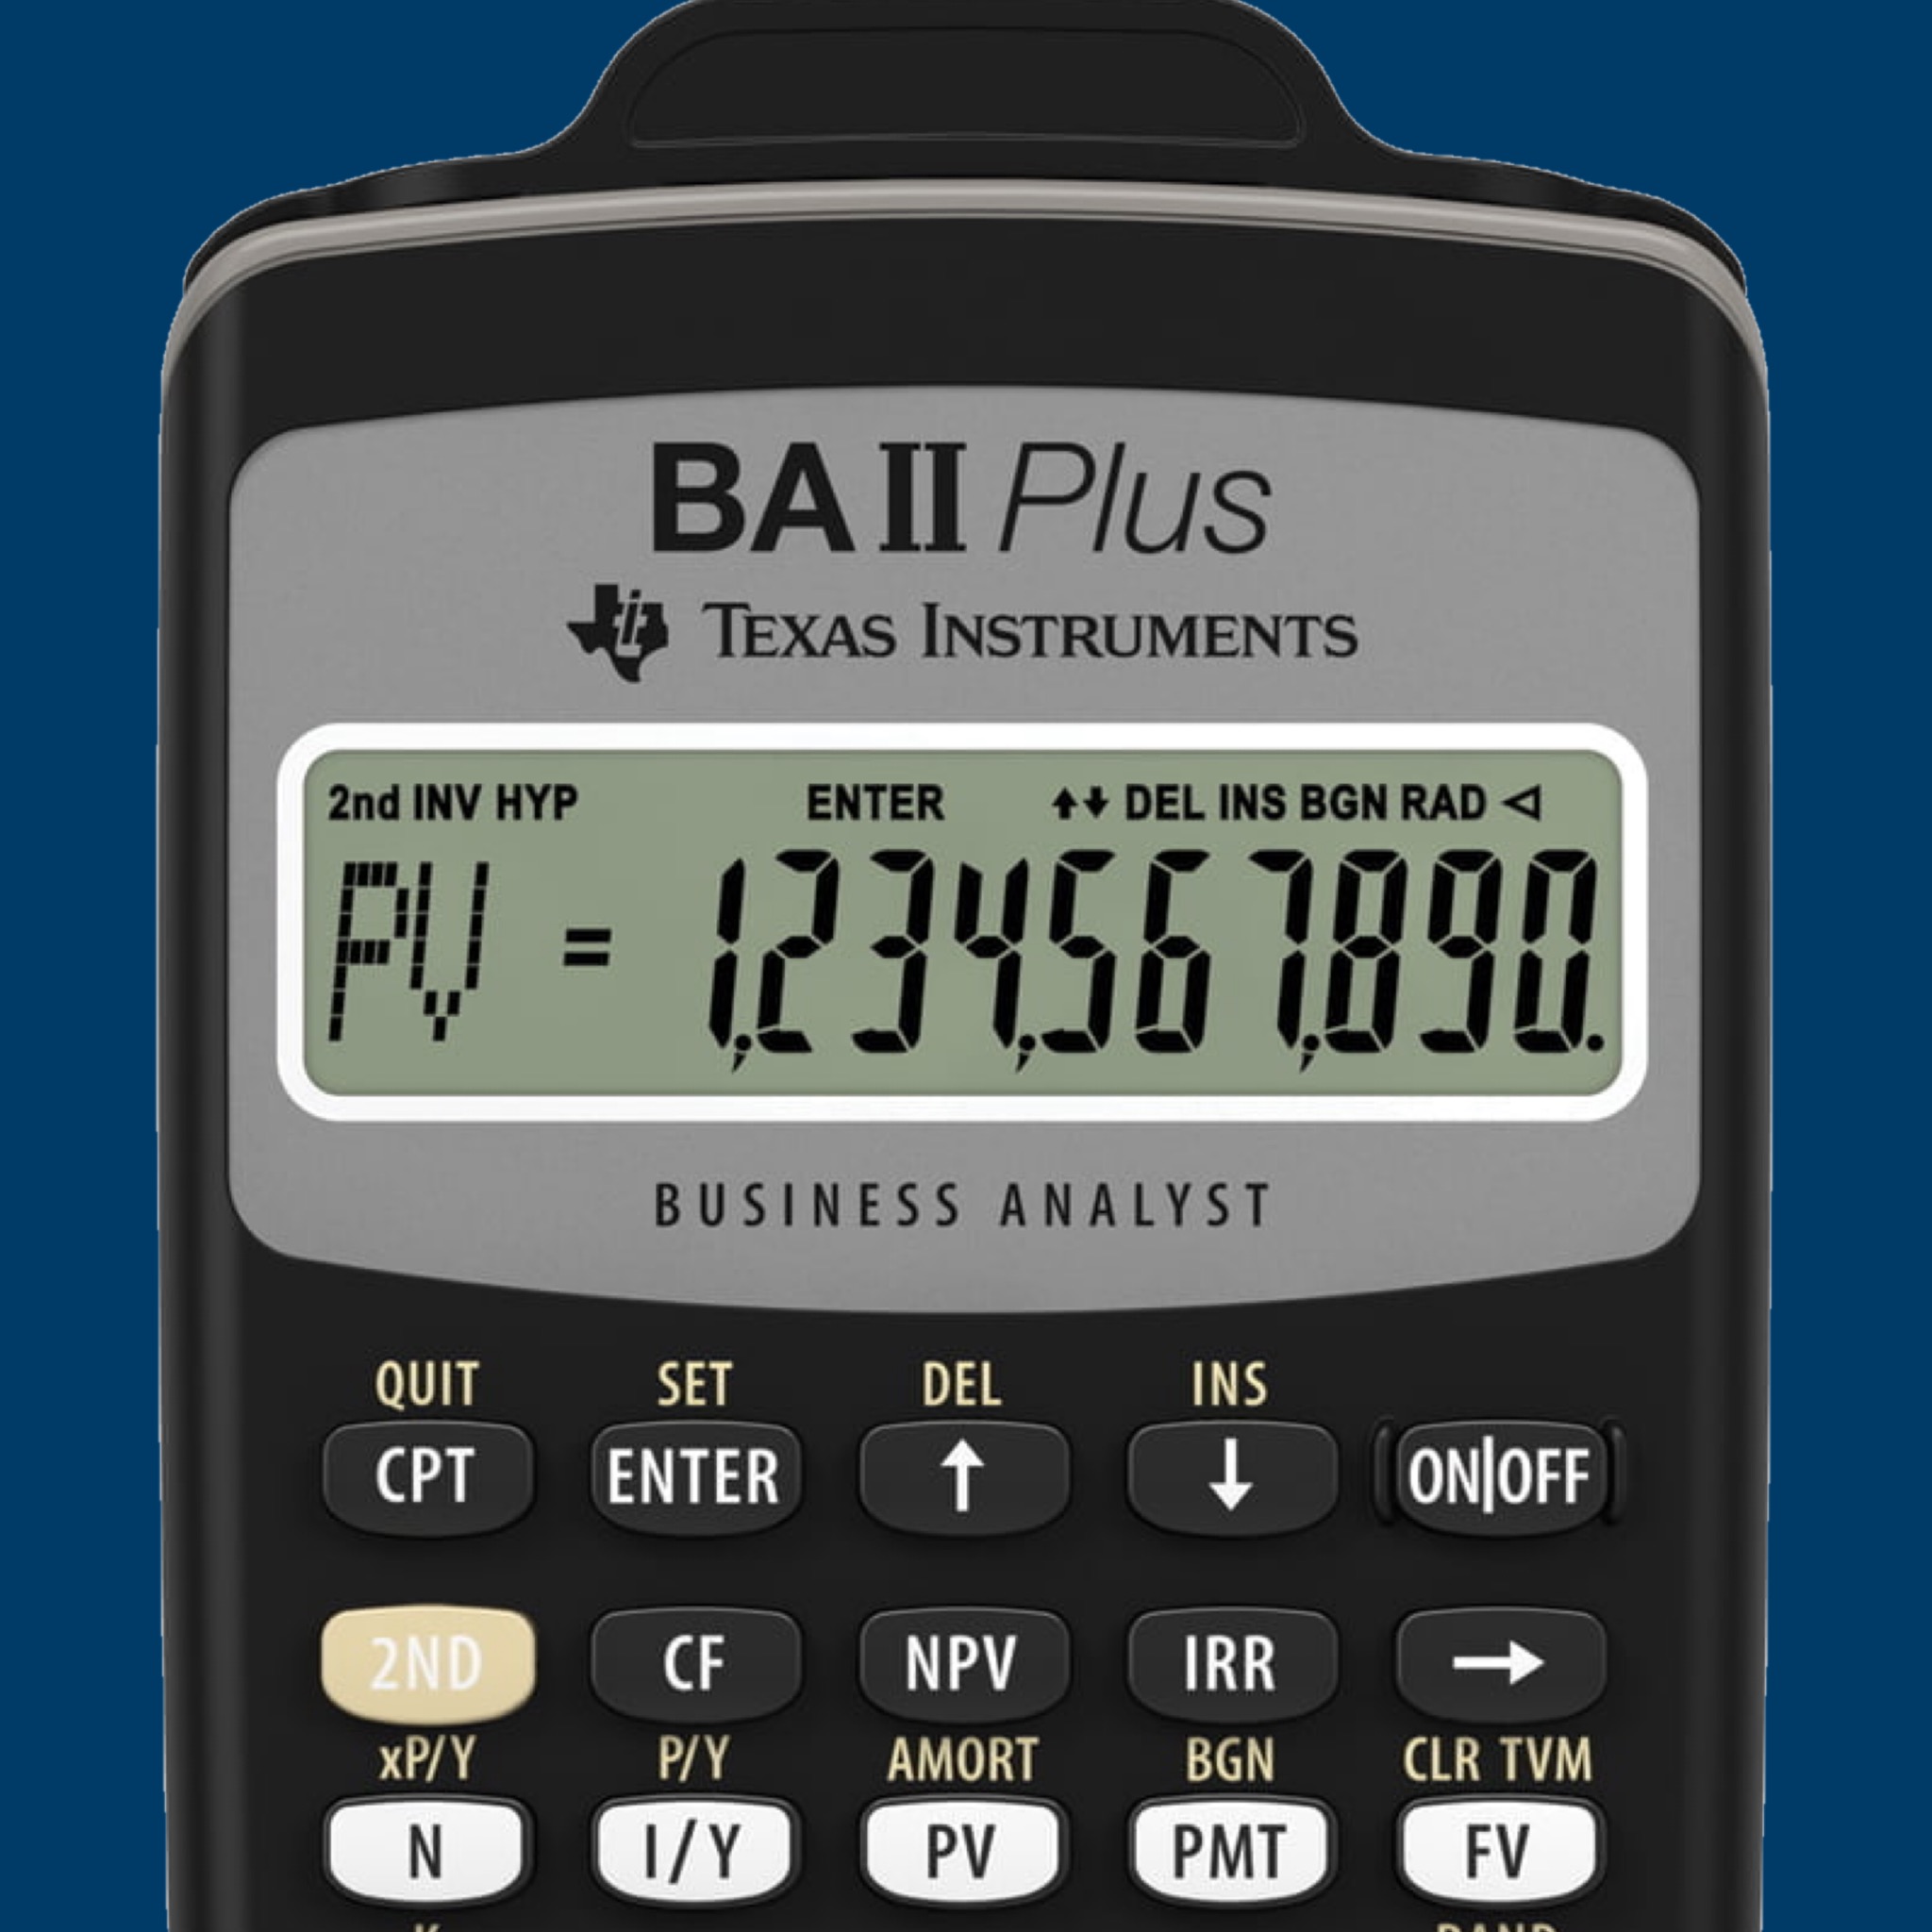 BA II Plus
TEXAS INSTRUMENTS
2nd INV HYP ENTER ↑↓ DEL INS BGN RAD ◁
PV = 1,234,567,890.
BUSINESS ANALYST
QUIT SET DEL INS
CPT ENTER ↑ ↓ ON|OFF
2ND CF NPV IRR →
xP/Y P/Y AMORT BGN CLR TVM
N I/Y PV PMT FV